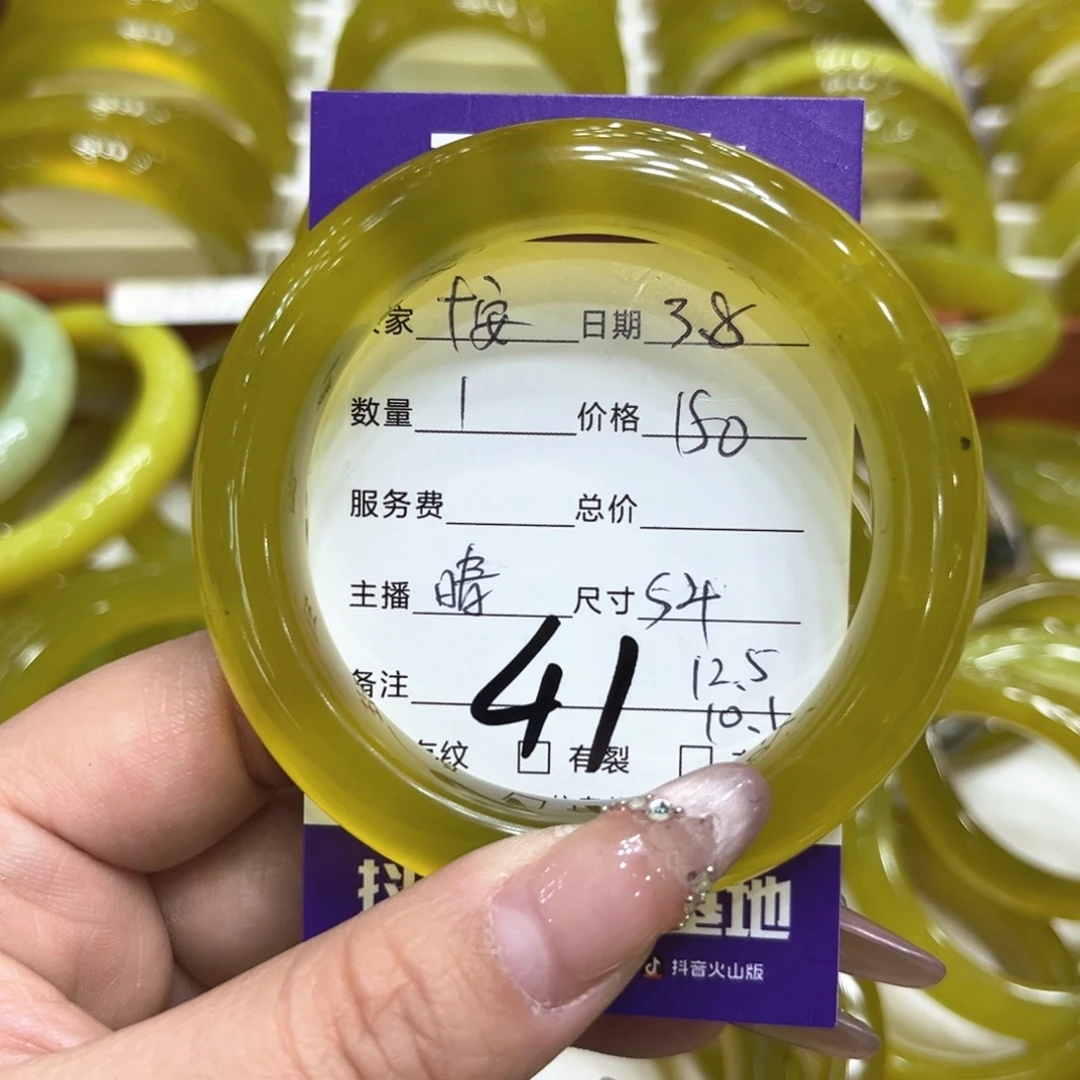 家 日期 3.8
数量 1 价格 150
服务费 总价
主播 晴 尺寸 54
备注 41 12.5
10.1
纹 有裂
抖 基地
抖音火山版